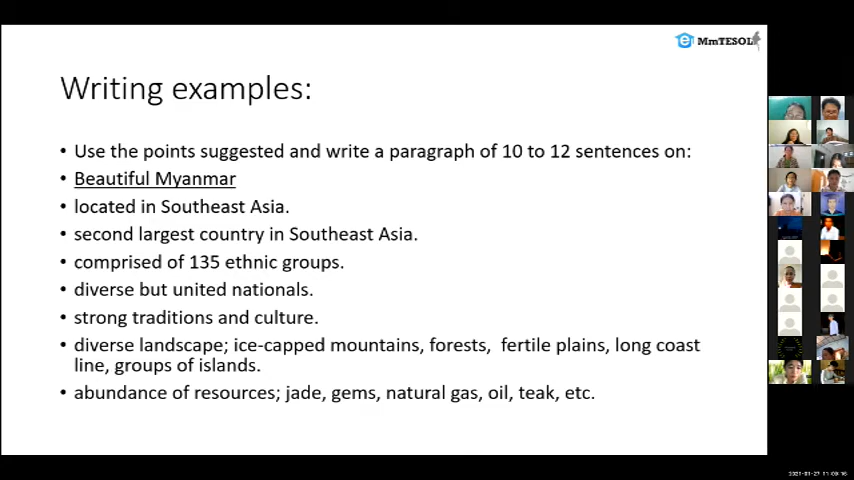 MmTESOL
Writing examples:
• Use the points suggested and write a paragraph of 10 to 12 sentences on:
• Beautiful Myanmar
• located in Southeast Asia.
• second largest country in Southeast Asia.
• comprised of 135 ethnic groups.
• diverse but united nationals.
• strong traditions and culture.
• diverse landscape; ice-capped mountains, forests, fertile plains, long coast
line, groups of islands.
• abundance of resources; jade, gems, natural gas, oil, teak, etc.